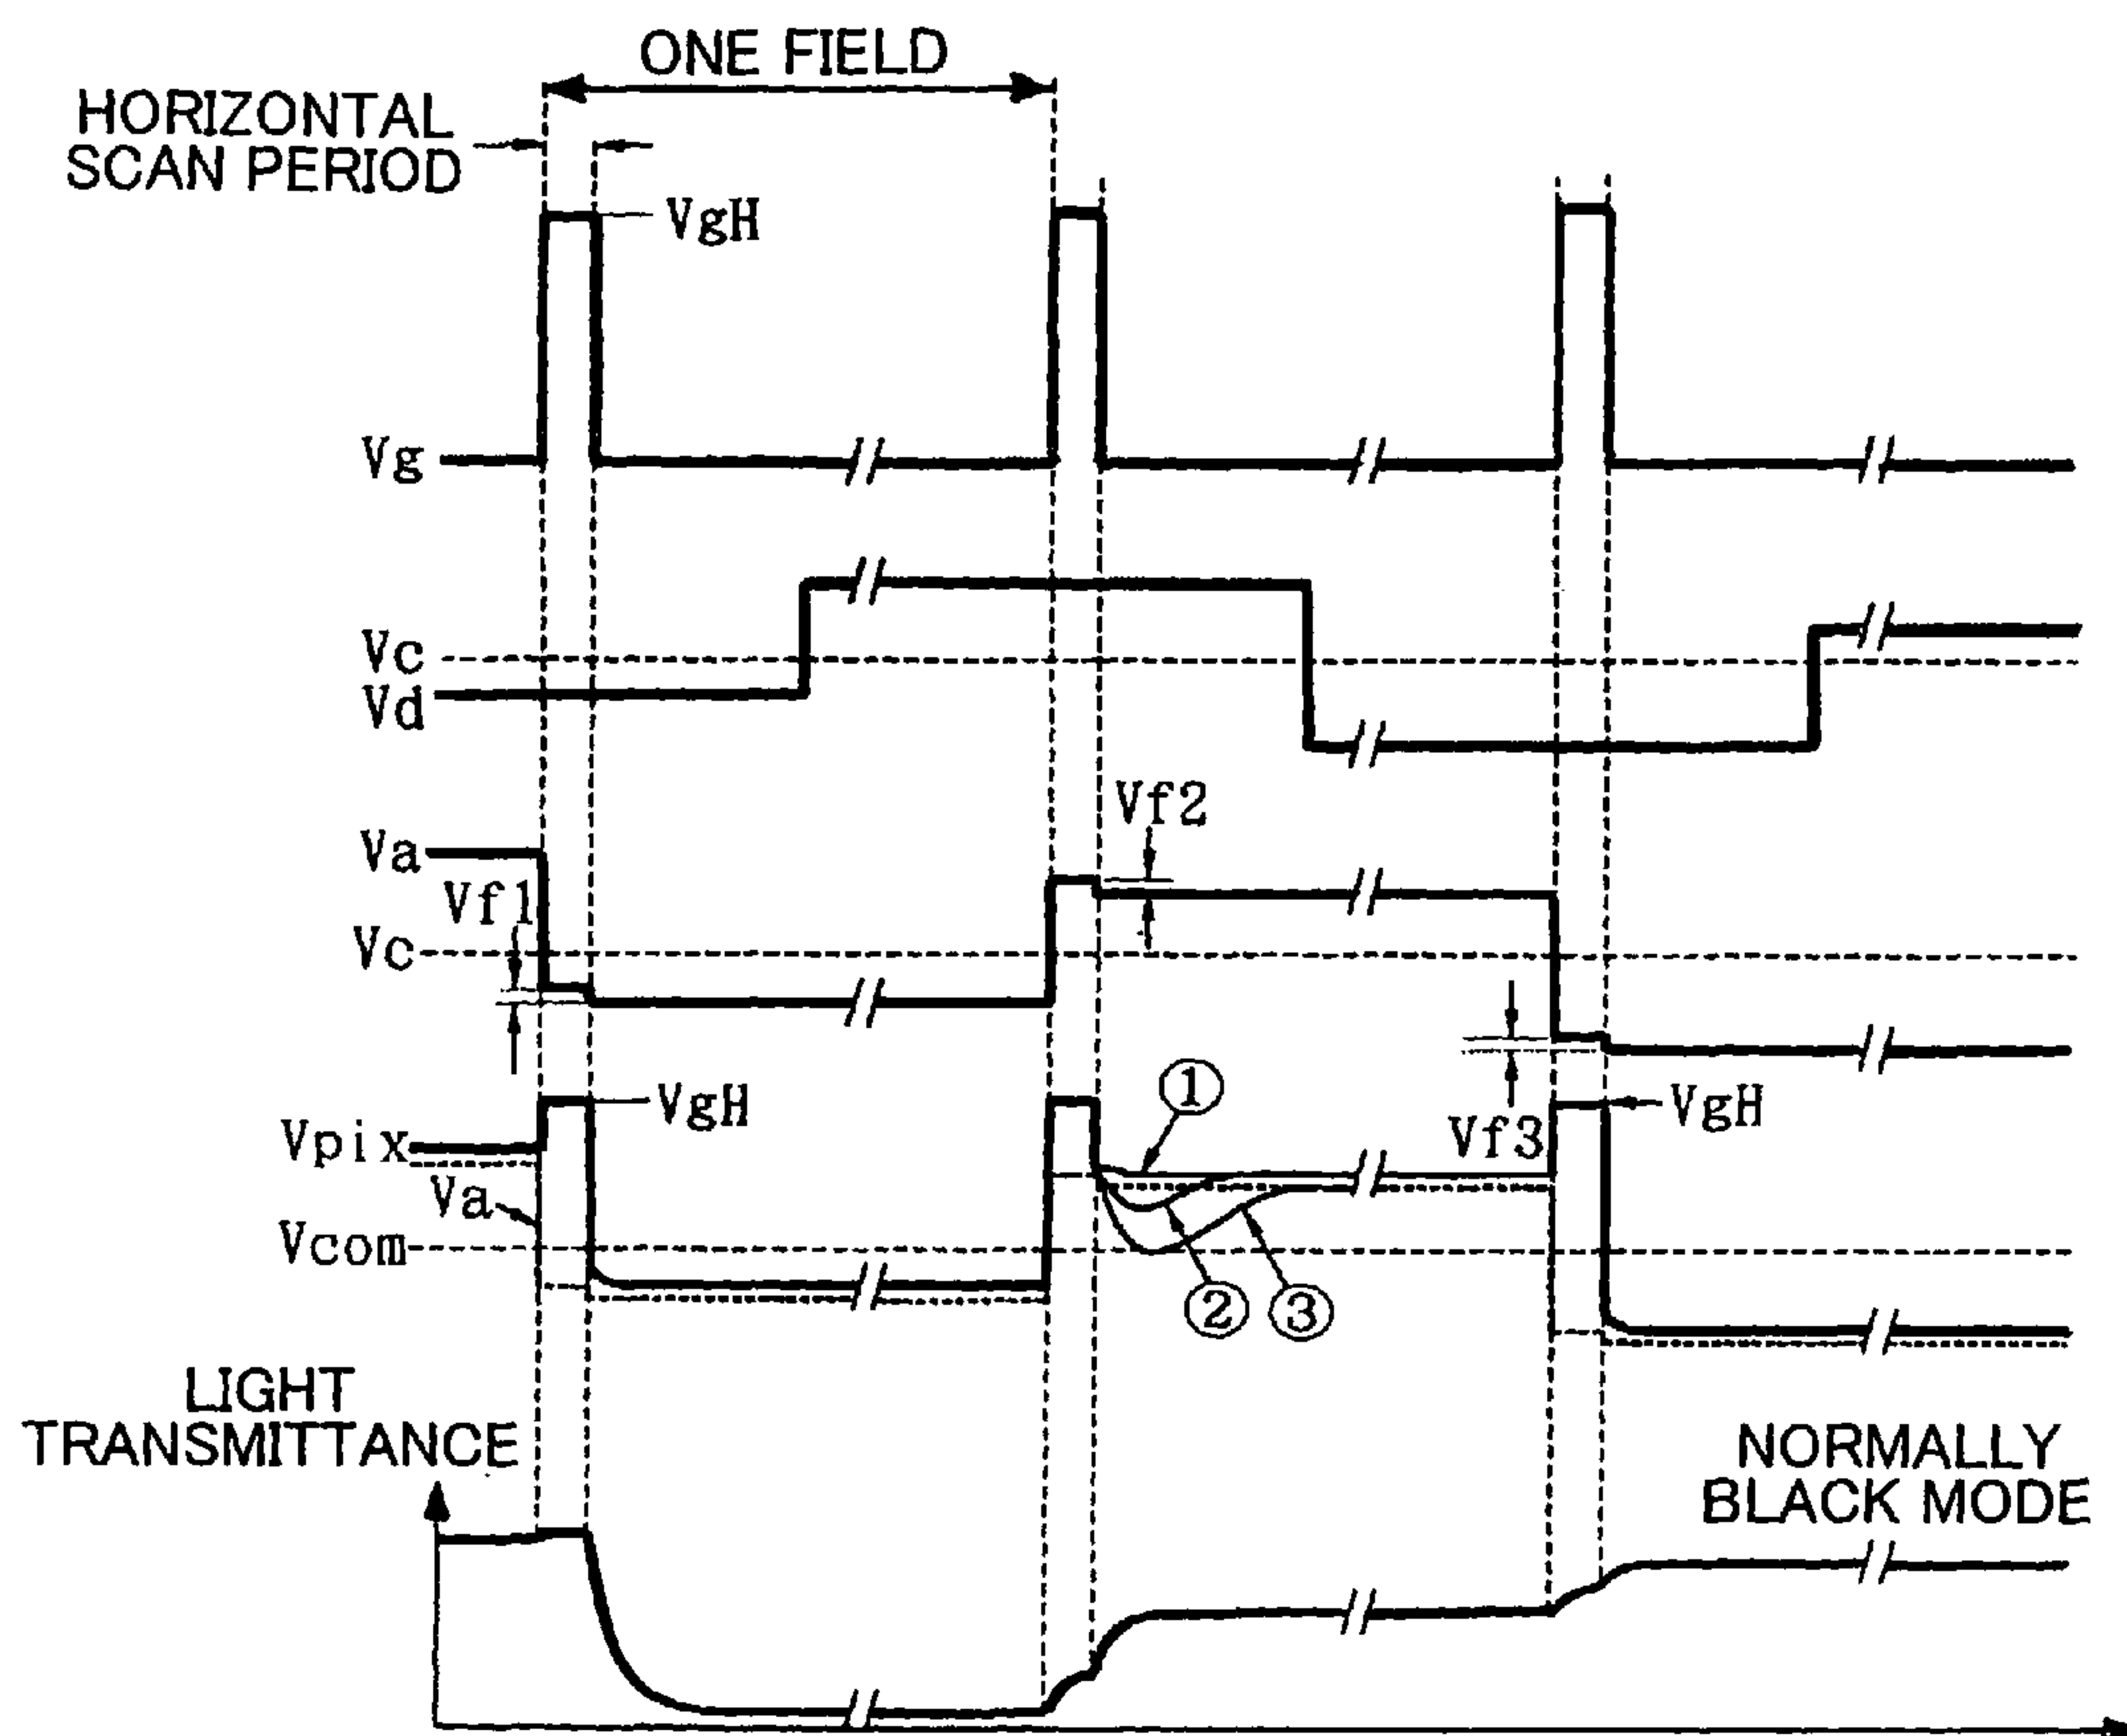 ONE FIELD
HORIZONTAL
SCAN PERIOD
VgH
Vg
Vc
Vd
Vf2
Va
Vf1
Vc
①
VgH
VgH
Vpix
Vf3
Va
Vcom
②
③
LIGHT
TRANSMITTANCE
NORMALLY
BLACK MODE